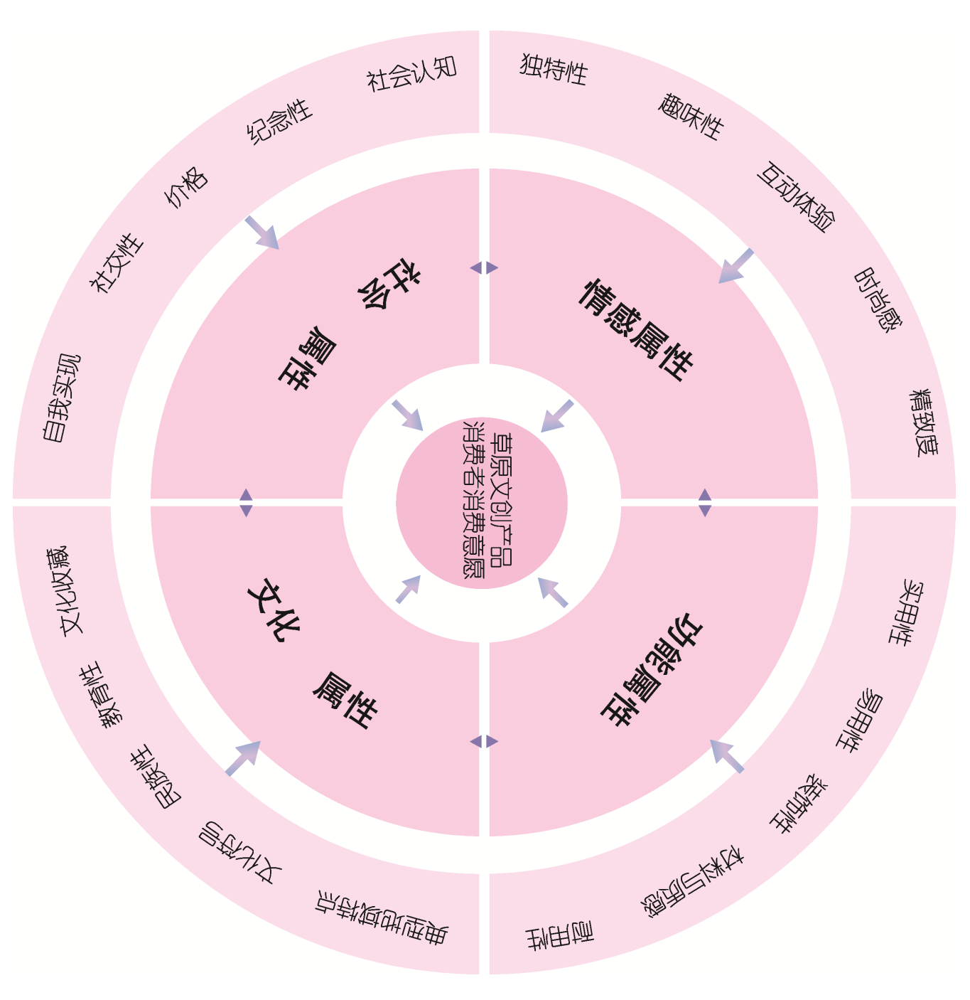 社会认知
纪念性
价格
社交性
自我实现
独特性
趣味性
互动体验
时尚感
精致度
社会
属性
情感属性
草原文创产品
消费者消费意愿
文化
属性
功能属性
文化收藏
教育性
民族性
文化符号
典型地域特点
实用性
易用性
装饰性
材料与质感
耐用性